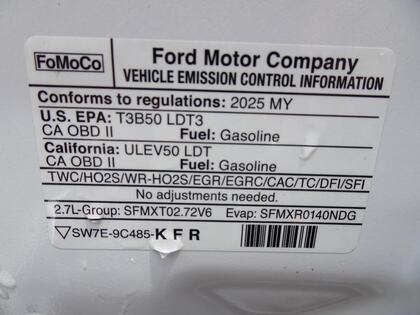 FoMoCo
Ford Motor Company
VEHICLE EMISSION CONTROL INFORMATION
Conforms to regulations: 2025 MY
U.S. EPA: T3B50 LDT3
CA OBD II Fuel: Gasoline
California: ULEV50 LDT
CA OBD II Fuel: Gasoline
TWC/HO2S/WR-HO2S/EGR/EGRC/CAC/TC/DFI/SFI
No adjustments needed.
2.7L-Group: SFMXT02.72V6 Evap: SFMXR0140NDG
SW7E-9C485-KFR